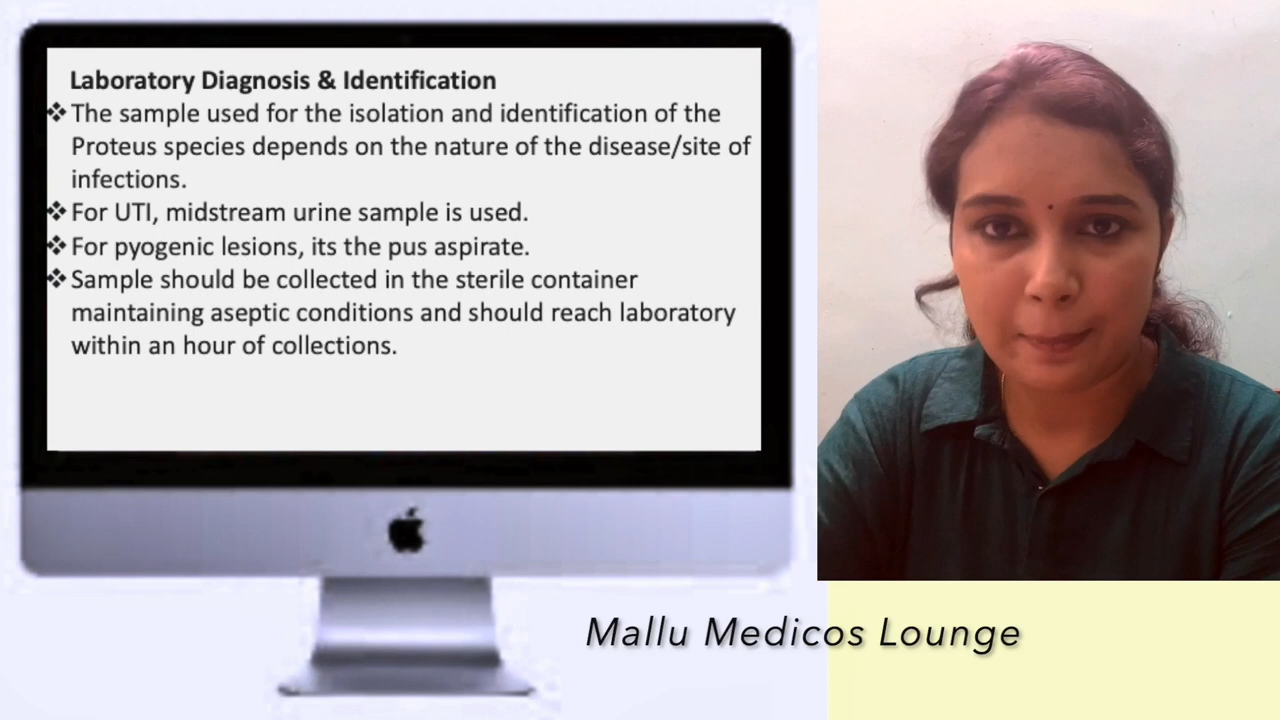 Laboratory Diagnosis & Identification
❖ The sample used for the isolation and identification of the
Proteus species depends on the nature of the disease/site of
infections.
❖ For UTI, midstream urine sample is used.
❖ For pyogenic lesions, its the pus aspirate.
❖ Sample should be collected in the sterile container
maintaining aseptic conditions and should reach laboratory
within an hour of collections.
Mallu Medicos Lounge